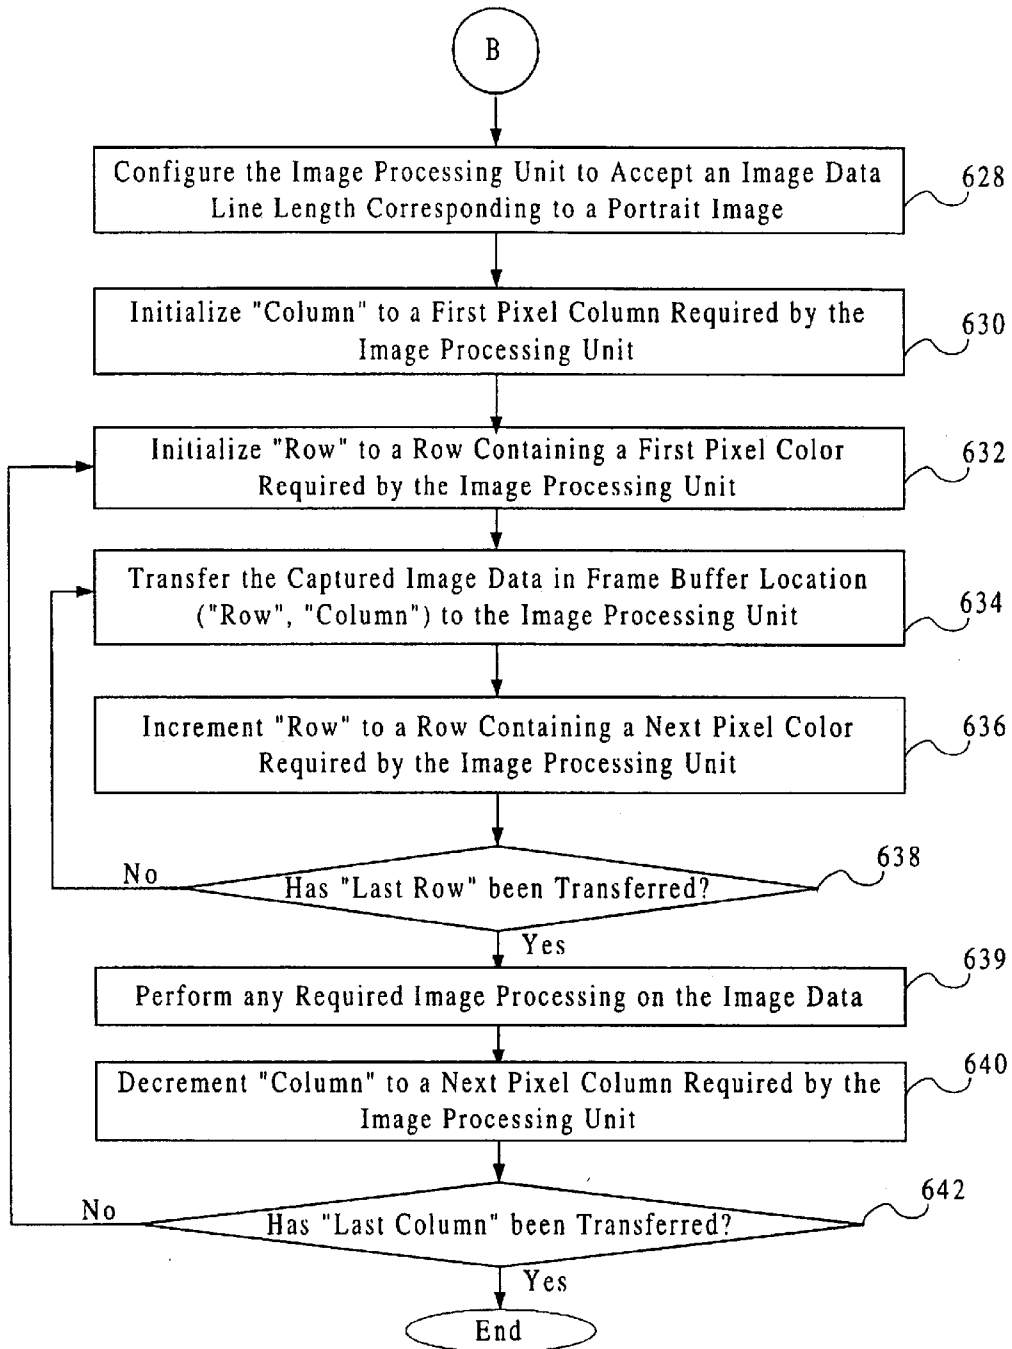 B
Configure the Image Processing Unit to Accept an Image Data
Line Length Corresponding to a Portrait Image
628
Initialize "Column" to a First Pixel Column Required by the
Image Processing Unit
630
Initialize "Row" to a Row Containing a First Pixel Color
Required by the Image Processing Unit
632
Transfer the Captured Image Data in Frame Buffer Location
("Row", "Column") to the Image Processing Unit
634
Increment "Row" to a Row Containing a Next Pixel Color
Required by the Image Processing Unit
636
No
Has "Last Row" been Transferred?
638
Yes
Perform any Required Image Processing on the Image Data
639
Decrement "Column" to a Next Pixel Column Required by the
Image Processing Unit
640
No
Has "Last Column" been Transferred?
642
Yes
End